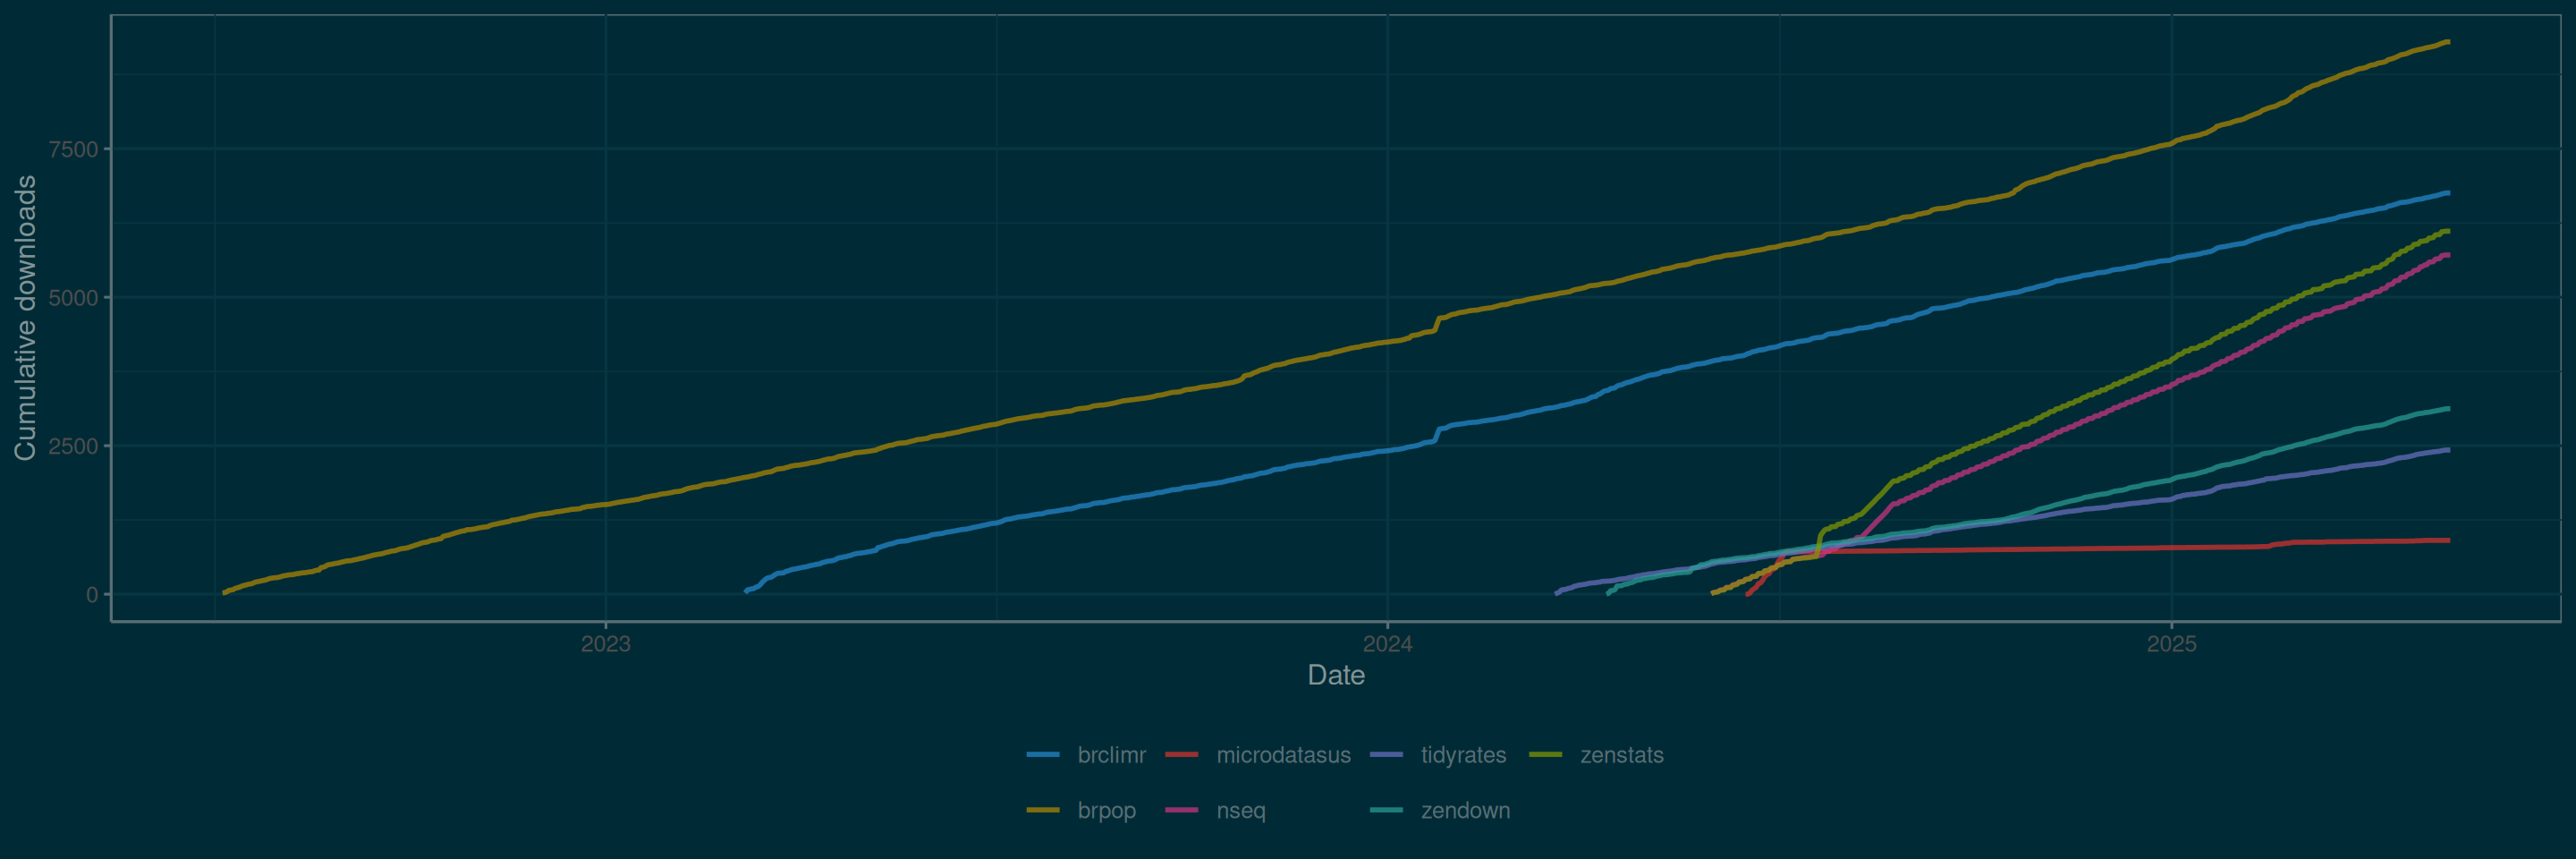 Cumulative downloads
7500
5000
2500
0
2023 2024 2025
Date
brclimr microdatasus tidyrates zenstats
brpop nseq zendown